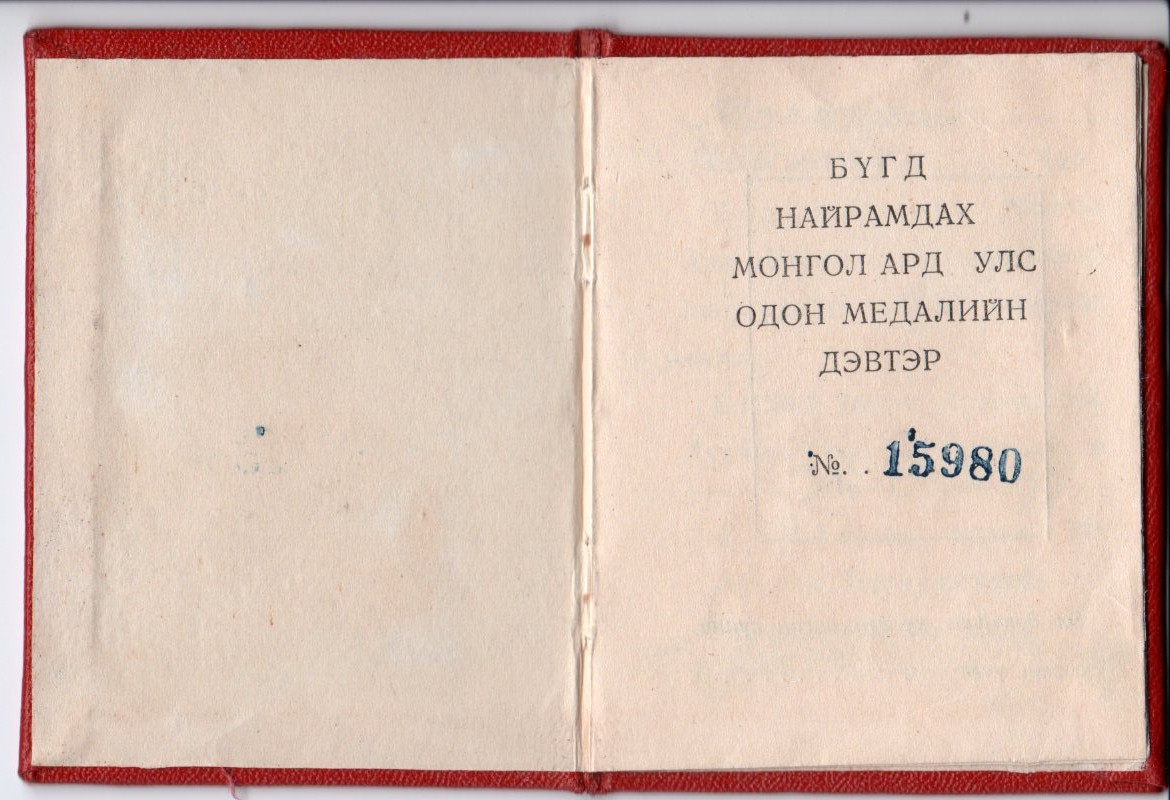 БҮГД
НАЙРАМДАХ
МОНГОЛ АРД УЛС
ОДОН МЕДАЛИЙН
ДЭВТЭР
№. . 15980